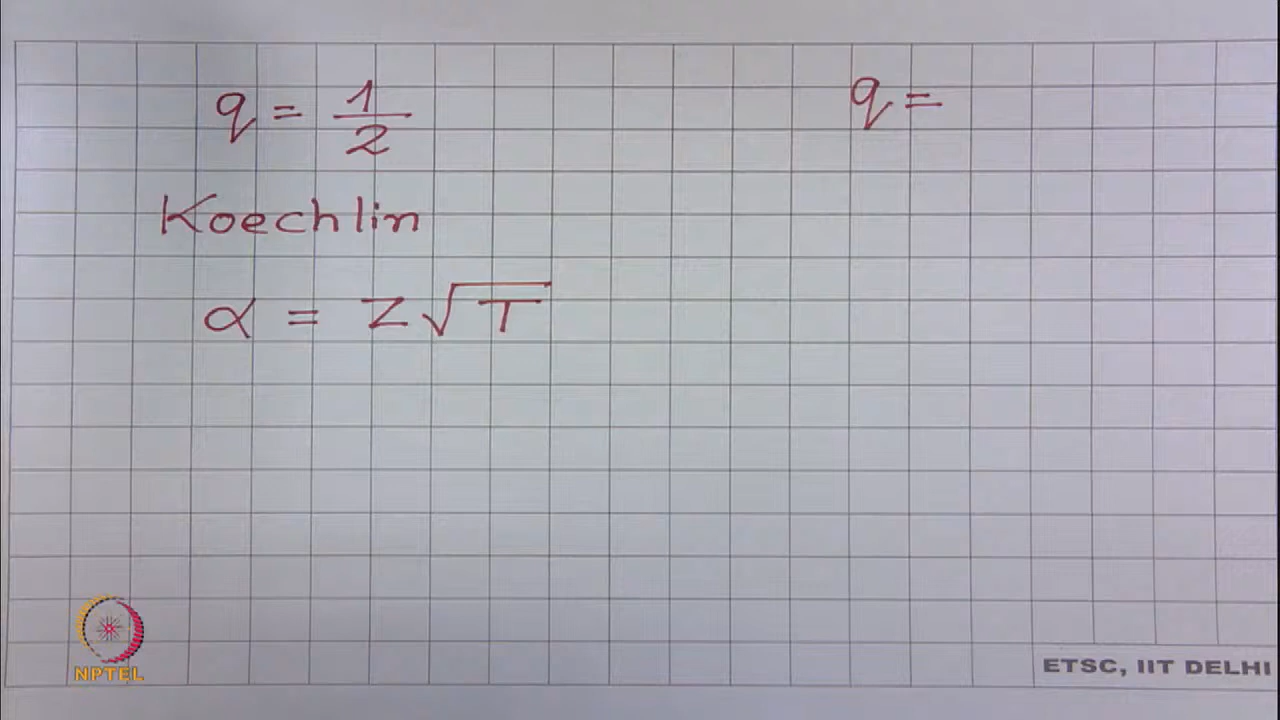 q = 1/2
q =
Koechlin
α = Z√T
NPTEL
ETSC, IIT DELHI